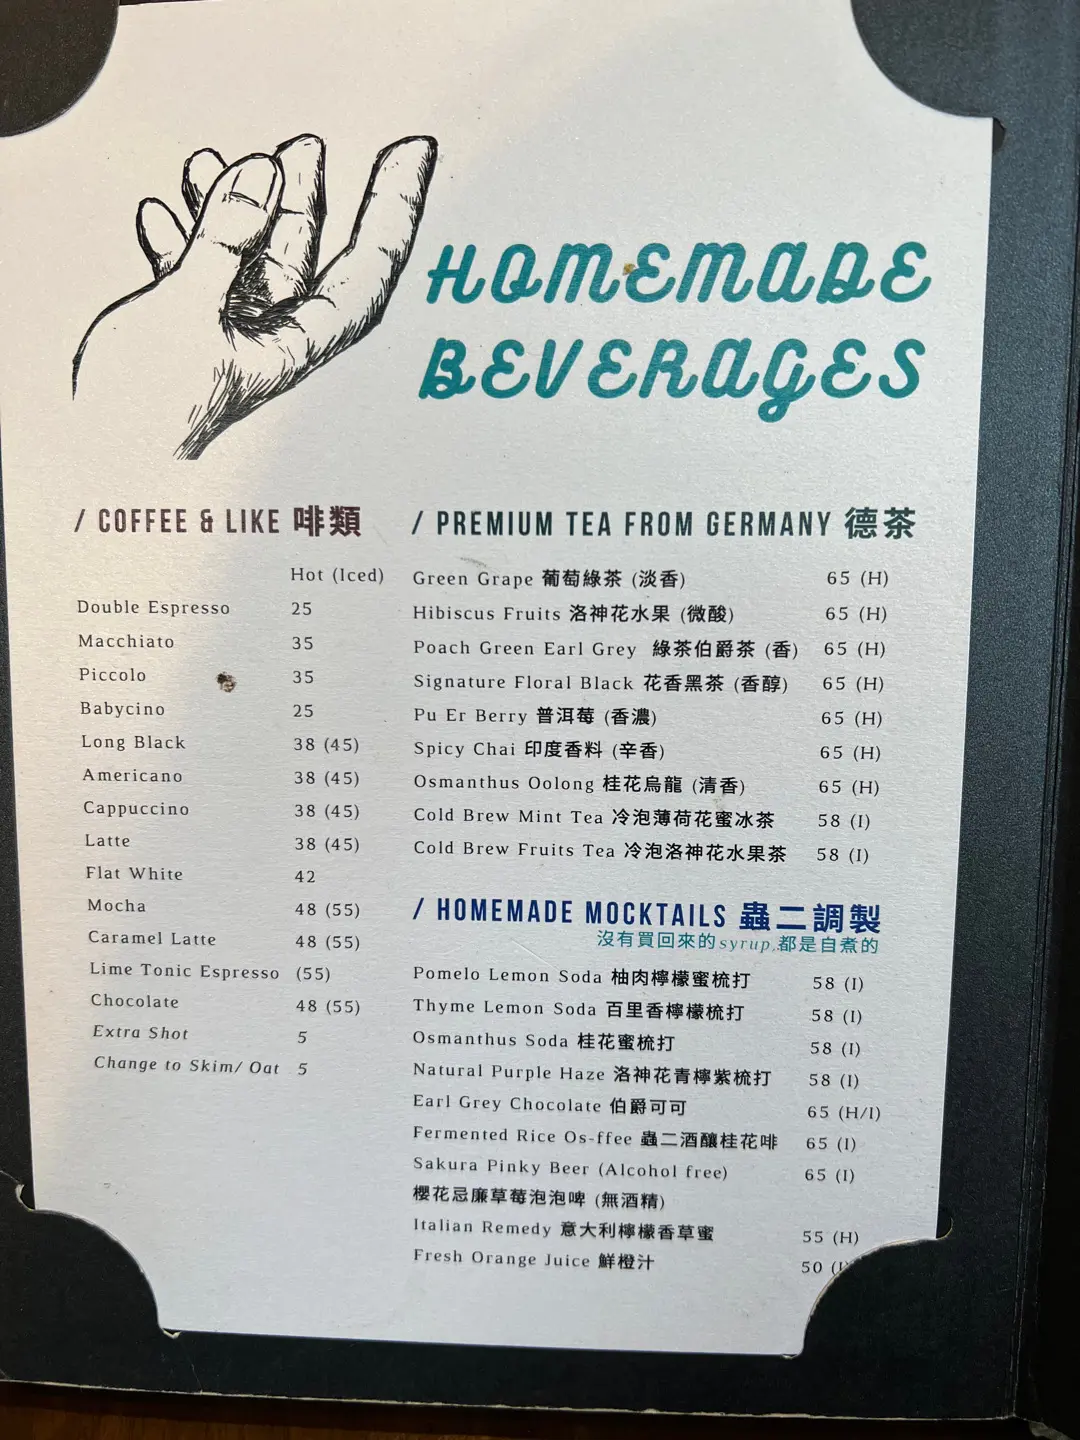 HOMEMADE
BEVERAGES
/ COFFEE & LIKE 啡類
Hot (Iced)
Double Espresso 25
Macchiato 35
Piccolo 35
Babycino 25
Long Black 38 (45)
Americano 38 (45)
Cappuccino 38 (45)
Latte 38 (45)
Flat White 42
Mocha 48 (55)
Caramel Latte 48 (55)
Lime Tonic Espresso (55)
Chocolate 48 (55)
Extra Shot 5
Change to Skim/ Oat 5
/ PREMIUM TEA FROM GERMANY 德茶
Green Grape 葡萄綠茶 (淡香) 65 (H)
Hibiscus Fruits 洛神花水果 (微酸) 65 (H)
Poach Green Earl Grey 綠茶伯爵茶 (香) 65 (H)
Signature Floral Black 花香黑茶 (香醇) 65 (H)
Pu Er Berry 普洱莓 (香濃) 65 (H)
Spicy Chai 印度香料 (辛香) 65 (H)
Osmanthus Oolong 桂花烏龍 (清香) 65 (H)
Cold Brew Mint Tea 冷泡薄荷花蜜冰茶 58 (I)
Cold Brew Fruits Tea 冷泡洛神花水果茶 58 (I)
/ HOMEMADE MOCKTAILS 蟲二調製
沒有買回來的syrup,都是自煮的
Pomelo Lemon Soda 柚肉檸檬蜜梳打 58 (I)
Thyme Lemon Soda 百里香檸檬梳打 58 (I)
Osmanthus Soda 桂花蜜梳打 58 (I)
Natural Purple Haze 洛神花青檸紫梳打 58 (I)
Earl Grey Chocolate 伯爵可可 65 (H/I)
Fermented Rice Os-ffee 蟲二酒釀桂花啡 65 (I)
Sakura Pinky Beer (Alcohol free) 65 (I)
櫻花忌廉草莓泡泡啤 (無酒精)
Italian Remedy 意大利檸檬香草蜜 55 (H)
Fresh Orange Juice 鮮橙汁 50 (I)